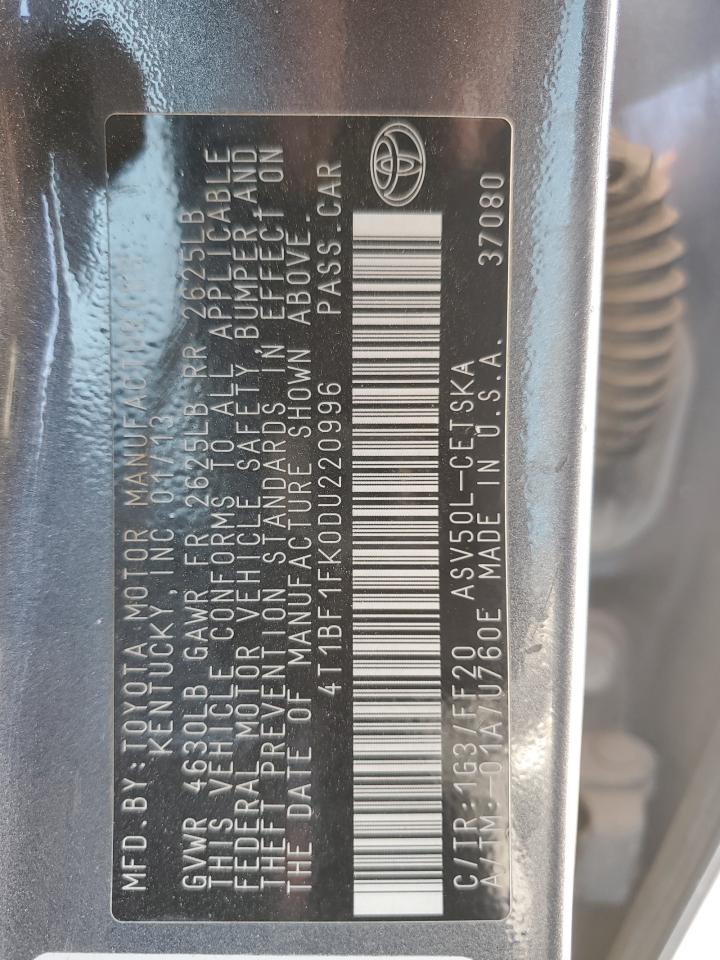 MFD.BY:TOYOTA MOTOR MANUFACTURING
KENTUCKY, INC 01/13
GVWR 4630LB GAWR FR 2625LB RR 2625LB
THIS VEHICLE CONFORMS TO ALL APPLICABLE
FEDERAL MOTOR VEHICLE SAFETY, BUMPER AND
THEFT PREVENTION STANDARDS IN EFFECT ON
THE DATE OF MANUFACTURE SHOWN ABOVE.
4T1BF1FK0DU220996 PASS.CAR
C/TR:1G3/FF20 ASV50L-CETSKA
A/TM:-01A/U760E MADE IN U.S.A. 37080